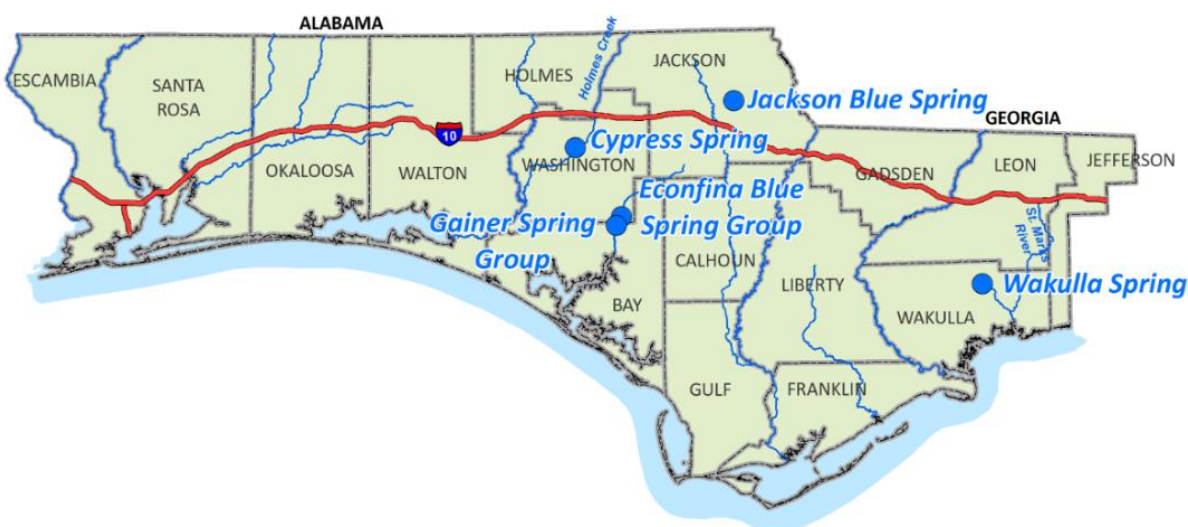 ALABAMA
ESCAMBIA
SANTA
ROSA
OKALOOSA
WALTON
HOLMES
Holmes Creek
JACKSON
Jackson Blue Spring
GEORGIA
10
Cypress Spring
WASHINGTON
GADSDEN
LEON
JEFFERSON
Econfina Blue
Spring Group
Gainer Spring
Group
St. Marks
River
CALHOUN
LIBERTY
Wakulla Spring
BAY
WAKULLA
GULF
FRANKLIN